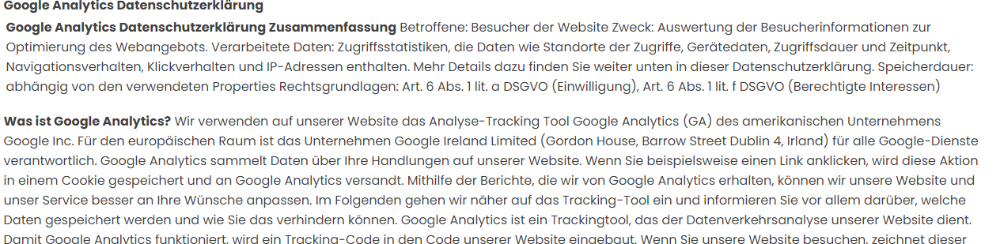 Google Analytics Datenschutzerklärung
Google Analytics Datenschutzerklärung Zusammenfassung Betroffene: Besucher der Website Zweck: Auswertung der Besucherinformationen zur
Optimierung des Webangebots. Verarbeitete Daten: Zugriffsstatistiken, die Daten wie Standorte der Zugriffe, Gerätedaten, Zugriffsdauer und Zeitpunkt,
Navigationsverhalten, Klickverhalten und IP-Adressen enthalten. Mehr Details dazu finden Sie weiter unten in dieser Datenschutzerklärung. Speicherdauer:
abhängig von den verwendeten Properties Rechtsgrundlagen: Art. 6 Abs. 1 lit. a DSGVO (Einwilligung), Art. 6 Abs. 1 lit. f DSGVO (Berechtigte Interessen)
Was ist Google Analytics? Wir verwenden auf unserer Website das Analyse-Tracking Tool Google Analytics (GA) des amerikanischen Unternehmens
Google Inc. Für den europäischen Raum ist das Unternehmen Google Ireland Limited (Gordon House, Barrow Street Dublin 4, Irland) für alle Google-Dienste
verantwortlich. Google Analytics sammelt Daten über Ihre Handlungen auf unserer Website. Wenn Sie beispielsweise einen Link anklicken, wird diese Aktion
in einem Cookie gespeichert und an Google Analytics versandt. Mithilfe der Berichte, die wir von Google Analytics erhalten, können wir unsere Website und
unser Service besser an Ihre Wünsche anpassen. Im Folgenden gehen wir näher auf das Tracking-Tool ein und informieren Sie vor allem darüber, welche
Daten gespeichert werden und wie Sie das verhindern können. Google Analytics ist ein Trackingtool, das der Datenverkehrsanalyse unserer Website dient.
Damit Google Analytics funktioniert, wird ein Tracking-Code in den Code unserer Website eingebaut. Wenn Sie unsere Website besuchen, zeichnet dieser